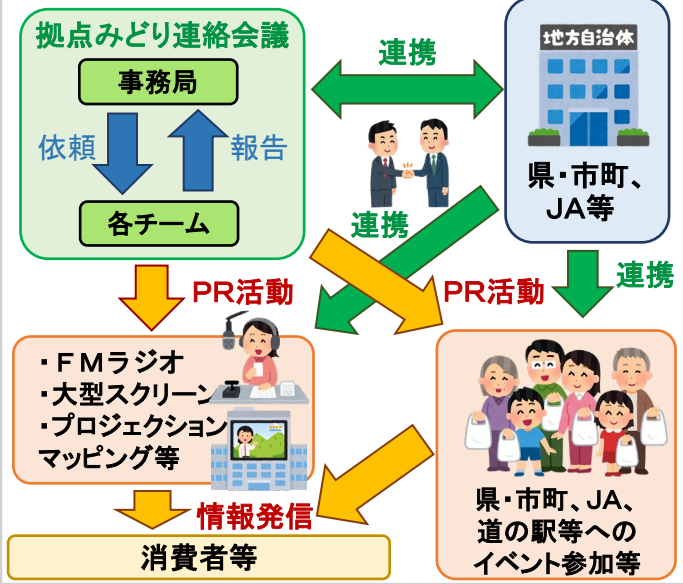 拠点みどり連絡会議
事務局
依頼
報告
各チーム
連携
地方自治体
県・市町、
ＪＡ等
連携
連携
ＰＲ活動
ＰＲ活動
・ＦＭラジオ
・大型スクリーン
・プロジェクション
マッピング等
県・市町、ＪＡ、
道の駅等への
イベント参加等
情報発信
消費者等